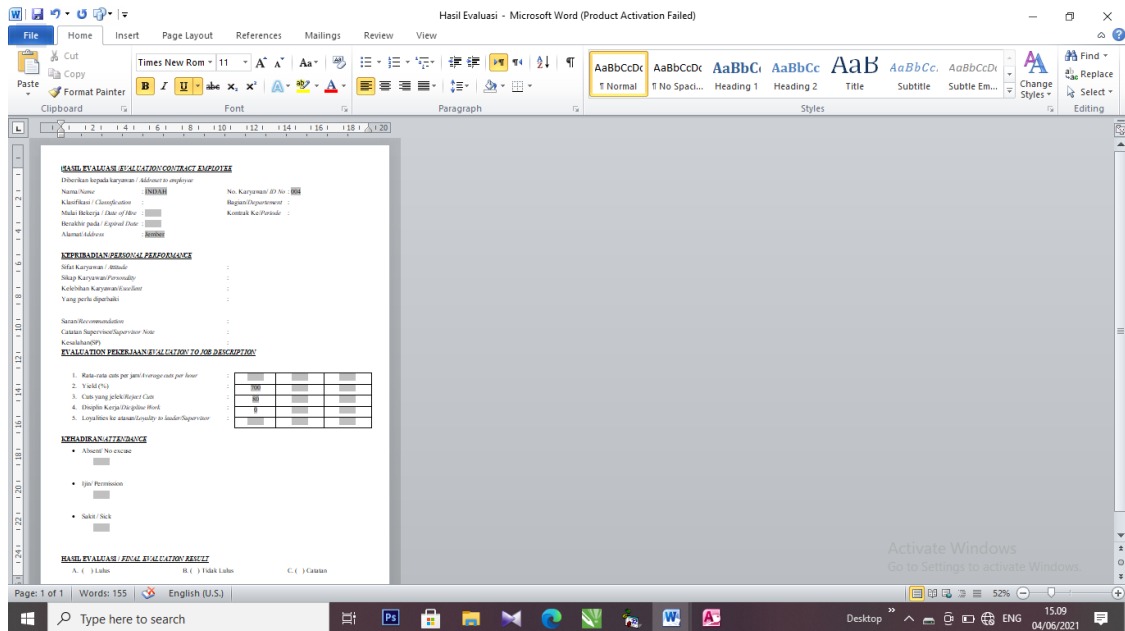 Hasil Evaluasi - Microsoft Word (Product Activation Failed)
File Home Insert Page Layout References Mailings Review View
Cut
Copy
Format Painter
Paste
Clipboard
Times New Rom 11
Font
Paragraph
AaBbCcDc AaBbCcDc AaBbC AaBbCc AaB AaBbCc. AaBbCcDc
¶ Normal ¶ No Spaci... Heading 1 Heading 2 Title Subtitle Subtle Em...
Change Styles
Styles
Find
Replace
Select
Editing
HASIL EVALUASI /EVALUATION CONTRACT EMPLOYEE
Diberikan kepada karyawan / Addresset to employee
Nama/Name : INDAH No. Karyawan/ ID No : 004
Klasifikasi / Classification : Bagian/Departement :
Mulai Bekerja / Date of Hire : Kontrak Ke/Periode :
Berakhir pada / Expiral Date :
Alamat/Address : Jember
KEPRIBADIAN/PERSONAL PERFORMANCE
Sifat Karyawan / Attitude :
Sikap Karyawan/Personality :
Kelebihan Karyawan/Excellent :
Yang perlu diperbaiki :
Saran/Recommendation :
Catatan Supervisor/Supervisor Note :
Kesalahan(SP) :
EVALUATION PEKERJAAN/EVALUATION TO JOB DESCRIPTION
1. Rata-rata cuts per jam/Average cuts per hour :
2. Yield (%) : 700
3. Cuts yang jelek/Reject Cuts : 80
4. Disiplin Kerja/Dicipline Work : 0
5. Loyalities ke atasan/Loyality to leader/Supervisor :
KEHADIRAN/ATTENDANCE
• Absent/ No excuse
• Ijin/ Permission
• Sakit / Sick
HASIL EVALUASI / FINAL EVALUATION RESULT
A. ( ) Lulus B. ( ) Tidak Lulus C. ( ) Catatan
Activate Windows
Go to Settings to activate Windows.
Page: 1 of 1 Words: 155 English (U.S.) 52%
Type here to search
Desktop ENG 15.09
04/06/2021